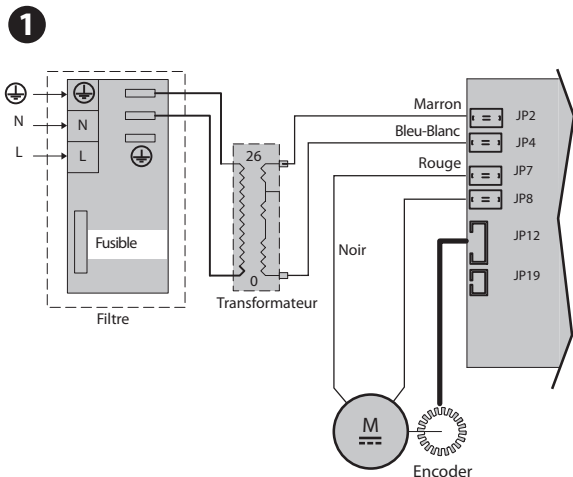 1
Marron
JP2
Bleu-Blanc
JP4
Rouge
JP7
JP8
JP12
JP19
N
N
L
L
26
0
Fusible
Noir
Transformateur
Filtre
M
Encoder